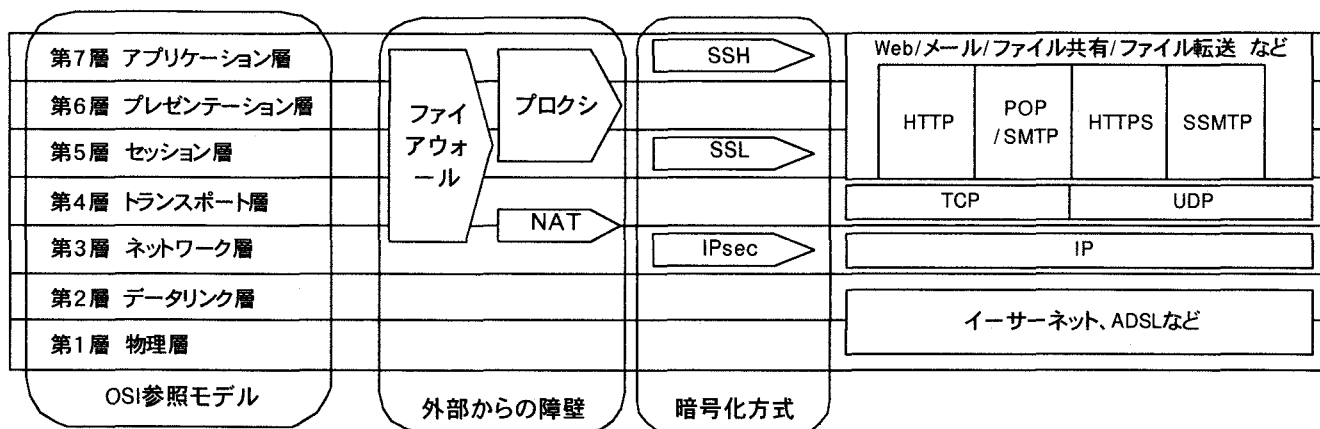 第7層 アプリケーション層
第6層 プレゼンテーション層
第5層 セッション層
第4層 トランスポート層
第3層 ネットワーク層
第2層 データリンク層
第1層 物理層
OSI参照モデル
ファイ
アウォ
ール
プロクシ
NAT
外部からの障壁
SSH
SSL
IPsec
暗号化方式
Web/メール/ファイル共有/ファイル転送 など
HTTP
POP
/SMTP
HTTPS
SSMTP
TCP
UDP
IP
イーサーネット、ADSLなど